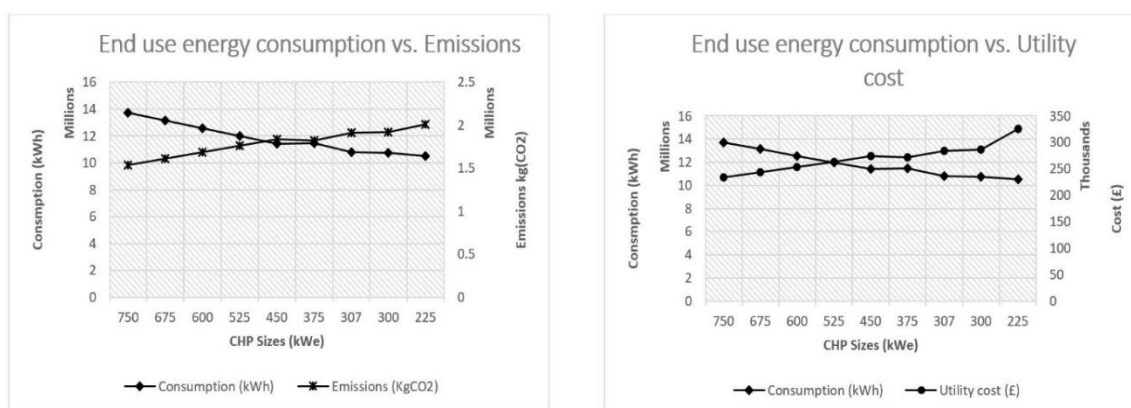 End use energy consumption vs. Emissions
Millions
Consmption (kWh)
16
14
12
10
8
6
4
2
0
2.5
2
1.5
1
0.5
0
Millions
Emissions kg(CO2)
750 675 600 525 450 375 307 300 225
CHP Sizes (kWe)
Consumption (kWh) Emissions (KgCO2)
End use energy consumption vs. Utility
cost
Millions
Consmption (kWh)
16
14
12
10
8
6
4
2
0
350
300
250
200
150
100
50
0
Thousands
Cost (£)
750 675 600 525 450 375 307 300 225
CHP Sizes (kWe)
Consumption (kWh) Utility cost (£)